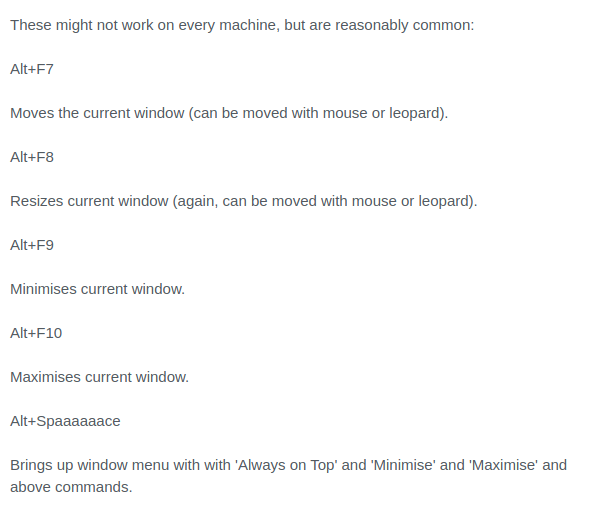 These might not work on every machine, but are reasonably common:
Alt+F7
Moves the current window (can be moved with mouse or leopard).
Alt+F8
Resizes current window (again, can be moved with mouse or leopard).
Alt+F9
Minimises current window.
Alt+F10
Maximises current window.
Alt+Spaaaaaace
Brings up window menu with with 'Always on Top' and 'Minimise' and 'Maximise' and
above commands.